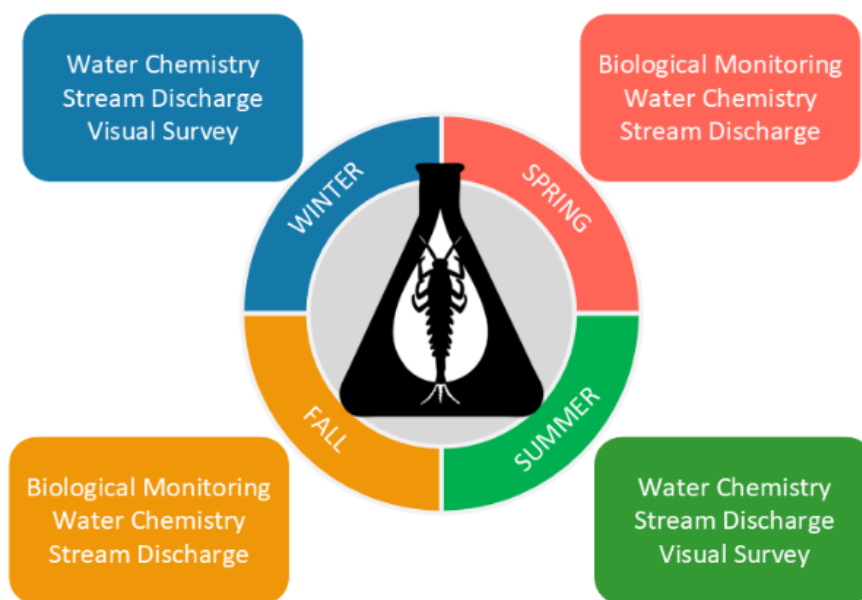 Water Chemistry
Stream Discharge
Visual Survey
Biological Monitoring
Water Chemistry
Stream Discharge
WINTER
SPRING
FALL
SUMMER
Biological Monitoring
Water Chemistry
Stream Discharge
Water Chemistry
Stream Discharge
Visual Survey